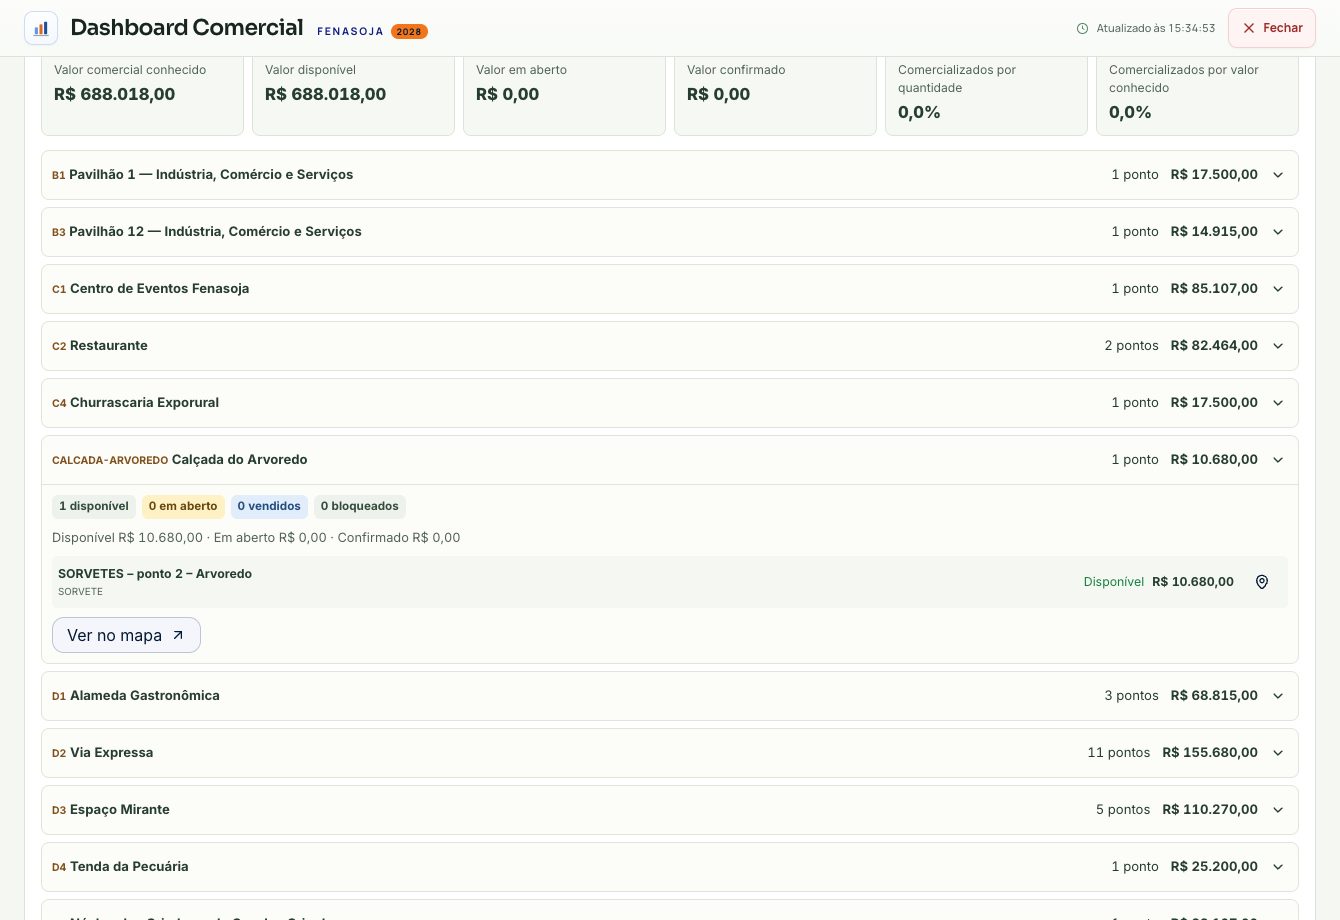 Dashboard Comercial FENASOJA 2028
Atualizado às 15:34:53
Fechar
Valor comercial conhecido
R$ 688.018,00
Valor disponível
R$ 688.018,00
Valor em aberto
R$ 0,00
Valor confirmado
R$ 0,00
Comercializados por
quantidade
0,0%
Comercializados por valor
conhecido
0,0%
B1 Pavilhão 1 — Indústria, Comércio e Serviços 1 ponto R$ 17.500,00
B3 Pavilhão 12 — Indústria, Comércio e Serviços 1 ponto R$ 14.915,00
C1 Centro de Eventos Fenasoja 1 ponto R$ 85.107,00
C2 Restaurante 2 pontos R$ 82.464,00
C4 Churrascaria Exporural 1 ponto R$ 17.500,00
CALCADA-ARVOREDO Calçada do Arvoredo 1 ponto R$ 10.680,00
1 disponível 0 em aberto 0 vendidos 0 bloqueados
Disponível R$ 10.680,00 · Em aberto R$ 0,00 · Confirmado R$ 0,00
SORVETES – ponto 2 – Arvoredo
SORVETE
Disponível R$ 10.680,00
Ver no mapa
D1 Alameda Gastronômica 3 pontos R$ 68.815,00
D2 Via Expressa 11 pontos R$ 155.680,00
D3 Espaço Mirante 5 pontos R$ 110.270,00
D4 Tenda da Pecuária 1 ponto R$ 25.200,00